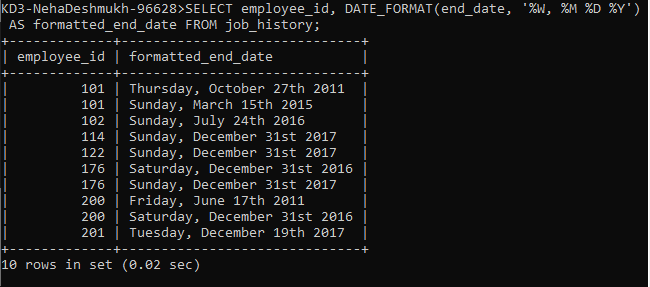 KD3-NehaDeshmukh-96628>SELECT employee_id, DATE_FORMAT(end_date, '%W, %M %D %Y')
 AS formatted_end_date FROM job_history;
+-------------+------------------------------+
| employee_id | formatted_end_date           |
+-------------+------------------------------+
|         101 | Thursday, October 27th 2011  |
|         101 | Sunday, March 15th 2015      |
|         102 | Sunday, July 24th 2016       |
|         114 | Sunday, December 31st 2017   |
|         122 | Sunday, December 31st 2017   |
|         176 | Saturday, December 31st 2016 |
|         176 | Sunday, December 31st 2017   |
|         200 | Friday, June 17th 2011       |
|         200 | Saturday, December 31st 2016 |
|         201 | Tuesday, December 19th 2017  |
+-------------+------------------------------+
10 rows in set (0.02 sec)